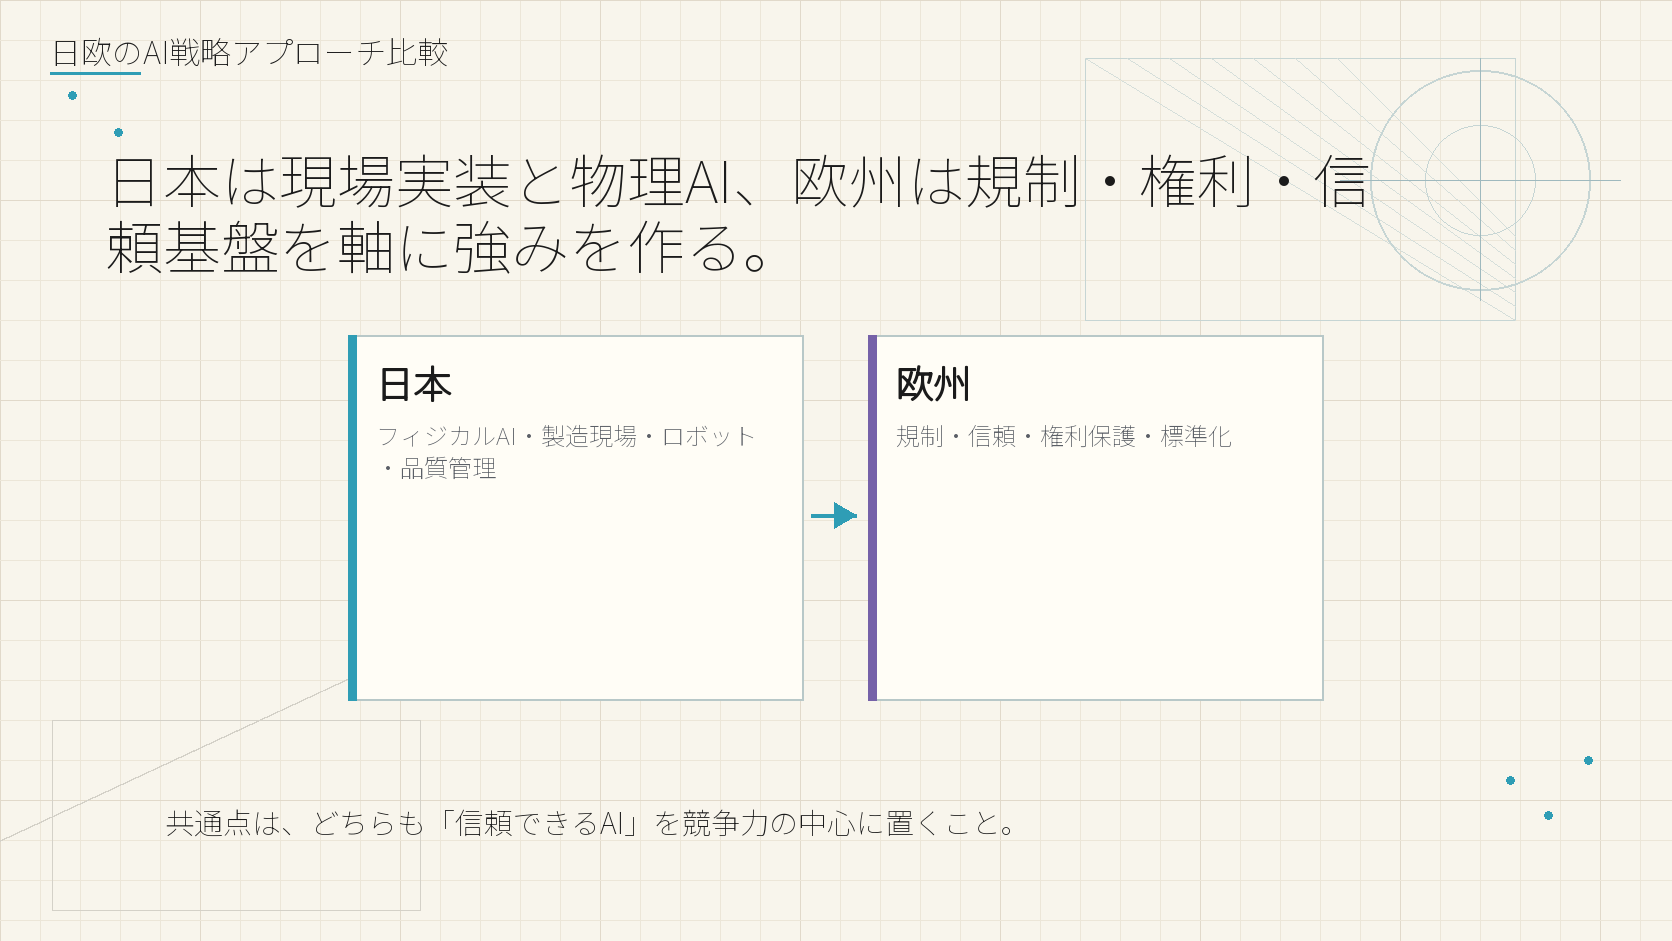 日欧のAI戦略アプローチ比較
日本は現場実装と物理AI、欧州は規制・権利・信
頼基盤を軸に強みを作る。
日本
フィジカルAI・製造現場・ロボット
・品質管理
欧州
規制・信頼・権利保護・標準化
共通点は、どちらも「信頼できるAI」を競争力の中心に置くこと。